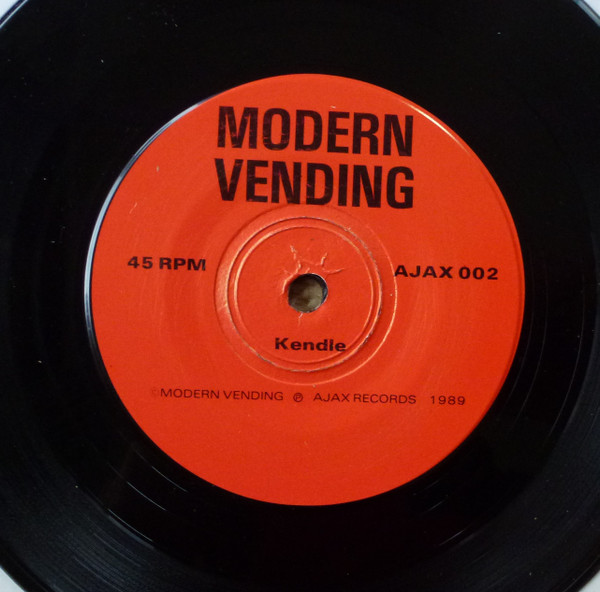 MODERN
VENDING
45 RPM
AJAX 002
Kendle
©MODERN VENDING ℗ AJAX RECORDS 1989